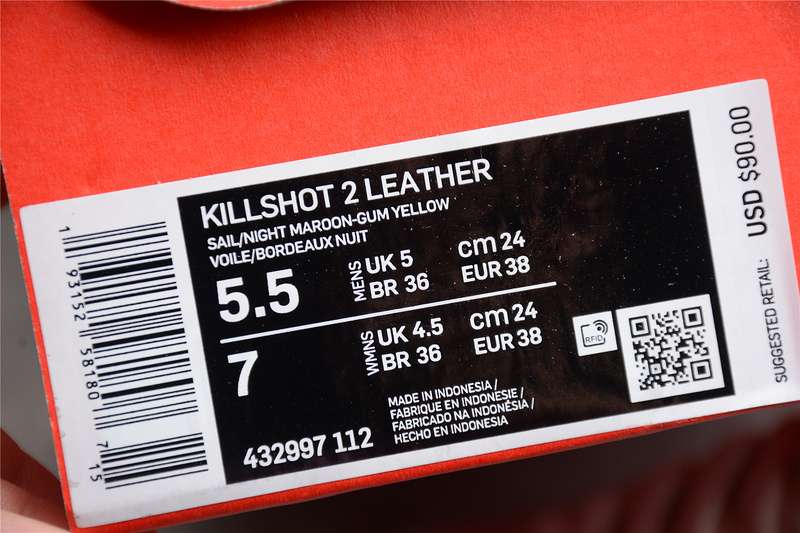 KILLSHOT 2 LEATHER
SAIL/NIGHT MAROON-GUM YELLOW
VOILE/BORDEAUX NUIT
5.5 MENS UK 5 cm 24
BR 36 EUR 38
7 WMNS UK 4.5 cm 24
BR 36 EUR 38
MADE IN INDONESIA /
FABRIQUE EN INDONESIE /
FABRICADO NA INDONÉSIA /
HECHO EN INDONESIA
432997 112
RFID
1 93152 58180 7 15
SUGGESTED RETAIL: USD $90.00